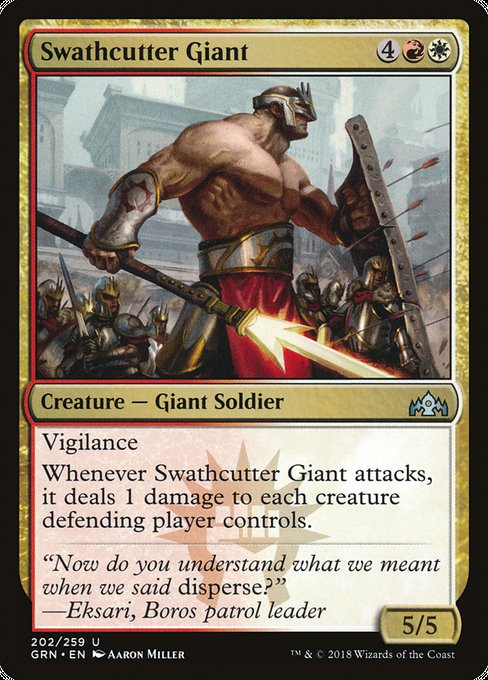 Swathcutter Giant 4
Creature — Giant Soldier
Vigilance
Whenever Swathcutter Giant attacks,
it deals 1 damage to each creature
defending player controls.
“Now do you understand what we meant
when we said disperse?”
—Eksari, Boros patrol leader
5/5
202/259 U
GRN • EN Aaron Miller ™ & © 2018 Wizards of the Coast